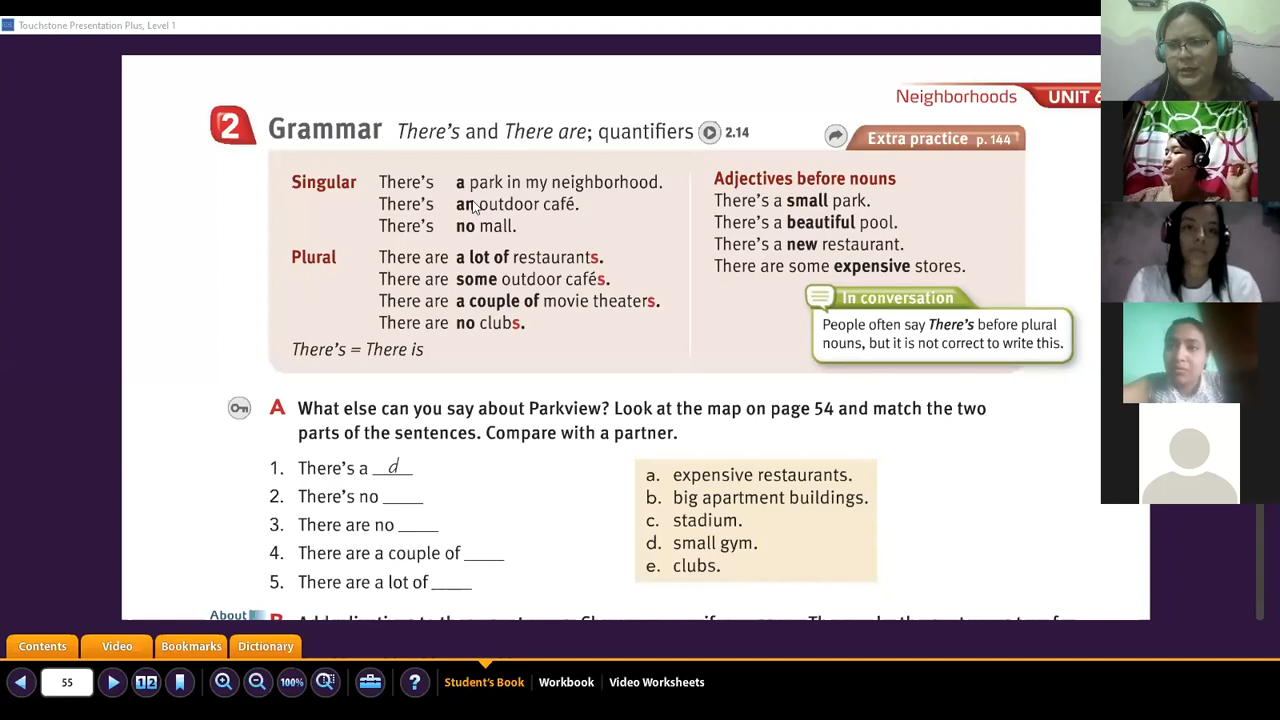 Touchstone Presentation Plus, Level 1
Neighborhoods UNIT 6
2 Grammar There's and There are; quantifiers 2.14
Extra practice p. 144
Singular There's a park in my neighborhood.
There's an outdoor café.
There's no mall.
Plural There are a lot of restaurants.
There are some outdoor cafés.
There are a couple of movie theaters.
There are no clubs.
There's = There is
Adjectives before nouns
There's a small park.
There's a beautiful pool.
There's a new restaurant.
There are some expensive stores.
In conversation
People often say There's before plural
nouns, but it is not correct to write this.
A What else can you say about Parkview? Look at the map on page 54 and match the two
parts of the sentences. Compare with a partner.
1. There's a d
2. There's no ____
3. There are no ____
4. There are a couple of ____
5. There are a lot of ____
a. expensive restaurants.
b. big apartment buildings.
c. stadium.
d. small gym.
e. clubs.
About
Contents Video Bookmarks Dictionary
55 1 2 100% ? Student's Book Workbook Video Worksheets